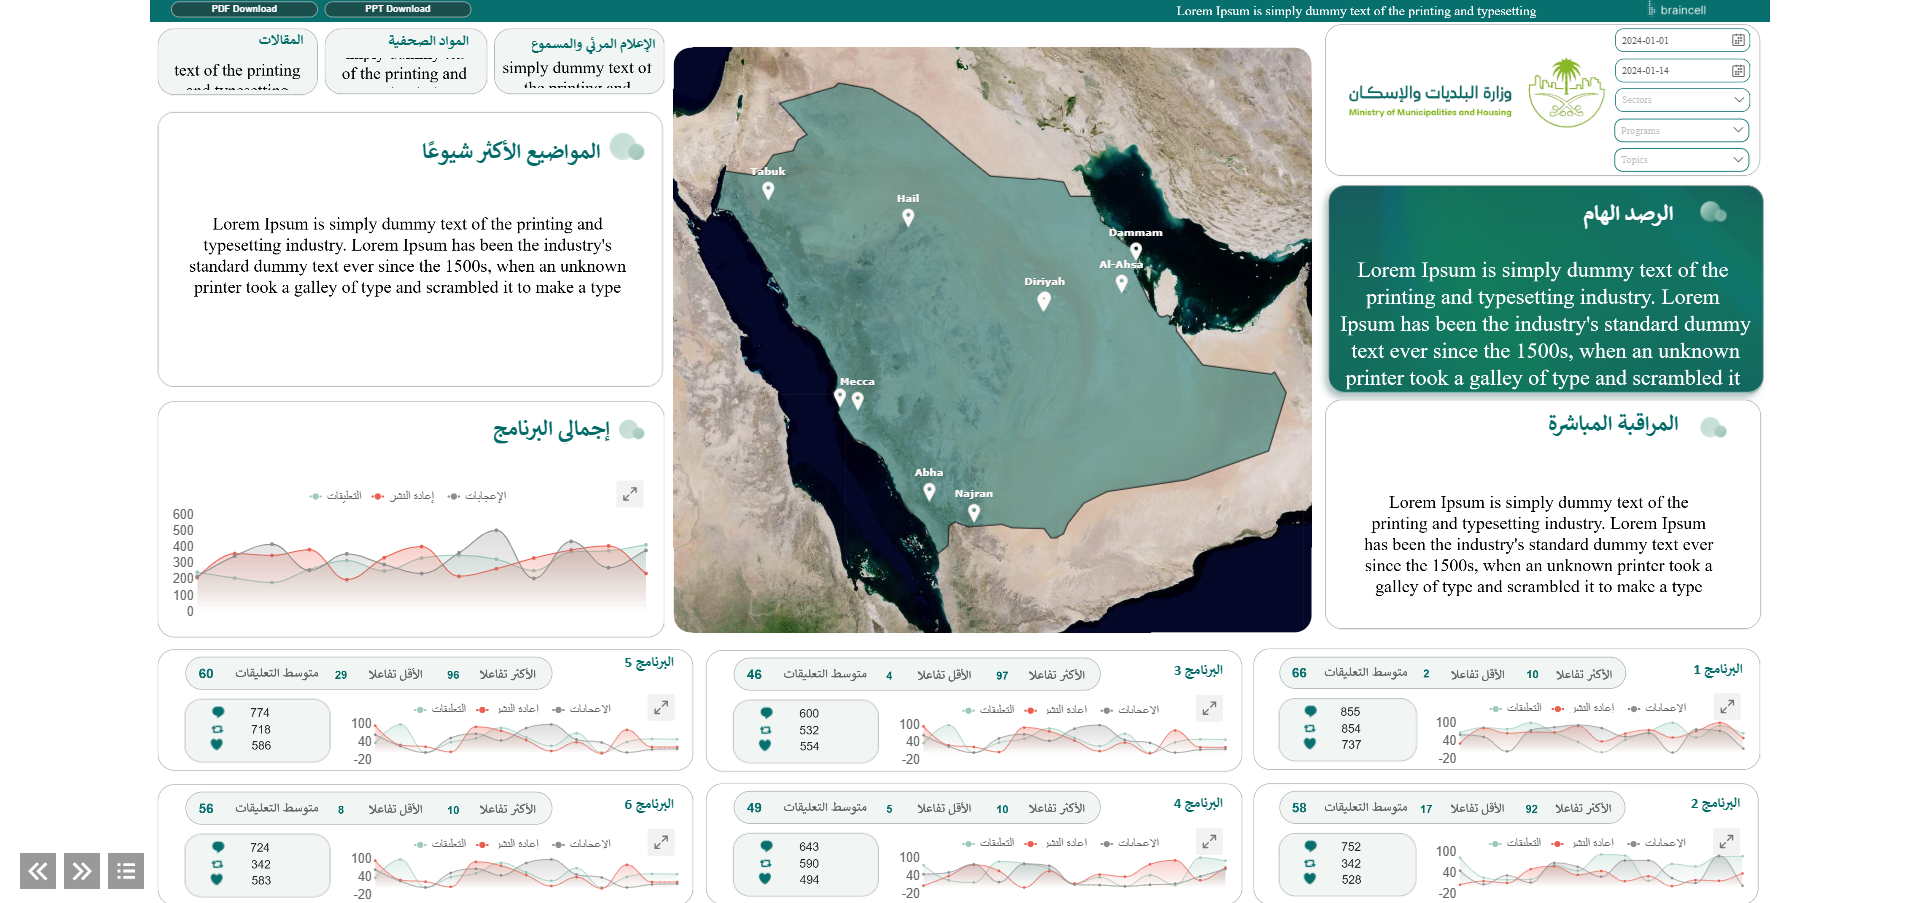 PDF Download
PPT Download
Lorem Ipsum is simply dummy text of the printing and typesetting
braincell
المقالات
text of the printing
and typesetting
المواد الصحفية
of the printing and
الإعلام المرئي والمسموع
simply dummy text of
the printing and
المواضيع الأكثر شيوعًا
Lorem Ipsum is simply dummy text of the printing and
typesetting industry. Lorem Ipsum has been the industry's
standard dummy text ever since the 1500s, when an unknown
printer took a galley of type and scrambled it to make a type
إجمالى البرنامج
التعليقات
إعادة النشر
الإعجابات
600
500
400
300
200
100
0
Tabuk
Hail
Dammam
Al-Ahsa
Diriyah
Mecca
Abha
Najran
وزارة البلديات والإسكان
Ministry of Municipalities and Housing
2024-01-01
2024-01-14
Sectors
Programs
Topics
الرصد الهام
Lorem Ipsum is simply dummy text of the
printing and typesetting industry. Lorem
Ipsum has been the industry's standard dummy
text ever since the 1500s, when an unknown
printer took a galley of type and scrambled it
المراقبة المباشرة
Lorem Ipsum is simply dummy text of the
printing and typesetting industry. Lorem Ipsum
has been the industry's standard dummy text ever
since the 1500s, when an unknown printer took a
galley of type and scrambled it to make a type
البرنامج 1
الأكثر تفاعلا 10 الأقل تفاعلا 2 متوسط التعليقات 66
855
854
737
التعليقات
إعادة النشر
الاعجابات
100
40
-20
البرنامج 3
الأكثر تفاعلا 97 الأقل تفاعلا 4 متوسط التعليقات 46
600
532
554
التعليقات
إعادة النشر
الاعجابات
100
40
-20
البرنامج 5
الأكثر تفاعلا 96 الأقل تفاعلا 29 متوسط التعليقات 60
774
718
586
التعليقات
إعادة النشر
الاعجابات
100
40
-20
البرنامج 2
الأكثر تفاعلا 92 الأقل تفاعلا 17 متوسط التعليقات 58
752
342
528
التعليقات
إعادة النشر
الاعجابات
100
40
-20
البرنامج 4
الأكثر تفاعلا 10 الأقل تفاعلا 5 متوسط التعليقات 49
643
590
494
التعليقات
إعادة النشر
الاعجابات
100
40
-20
البرنامج 6
الأكثر تفاعلا 10 الأقل تفاعلا 8 متوسط التعليقات 56
724
342
583
التعليقات
إعادة النشر
الاعجابات
100
40
-20